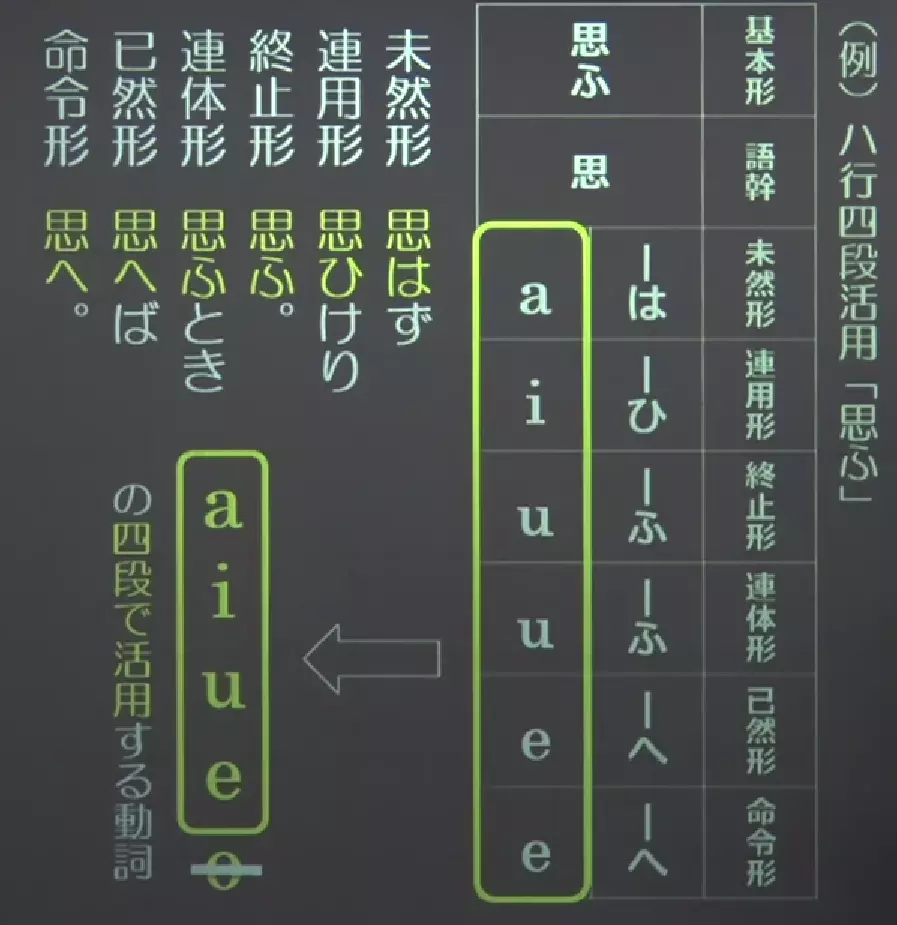 （例）ハ行四段活用「思ふ」
基本形 語幹 未然形 連用形 終止形 連体形 已然形 命令形
思ふ 思 ーは ーひ ーふ ーふ ーへ ーへ
a i u u e e
未然形 思はず
連用形 思ひけり
終止形 思ふ。
連体形 思ふとき
已然形 思へば
命令形 思へ。
a i u e o
の四段で活用する動詞